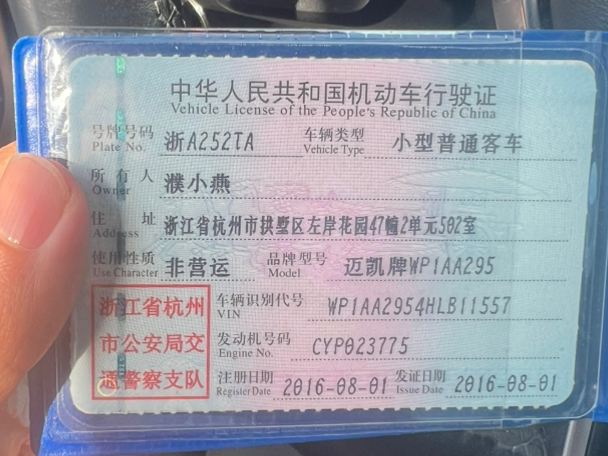 中华人民共和国机动车行驶证
Vehicle License of the People's Republic of China
号牌号码 浙A252TA 车辆类型 小型普通客车
Plate No. Vehicle Type
所有人 濮小燕
Owner
住址 浙江省杭州市拱墅区左岸花园47幢2单元502室
Address
使用性质 非营运 品牌型号 迈凯牌WP1AA295
Use Character Model
浙江省杭州 车辆识别代号 WP1AA2954HLB11557
VIN
市公安局交 发动机号码 CYP023775
Engine No.
通警察支队 注册日期 2016-08-01 发证日期 2016-08-01
Register Date Issue Date